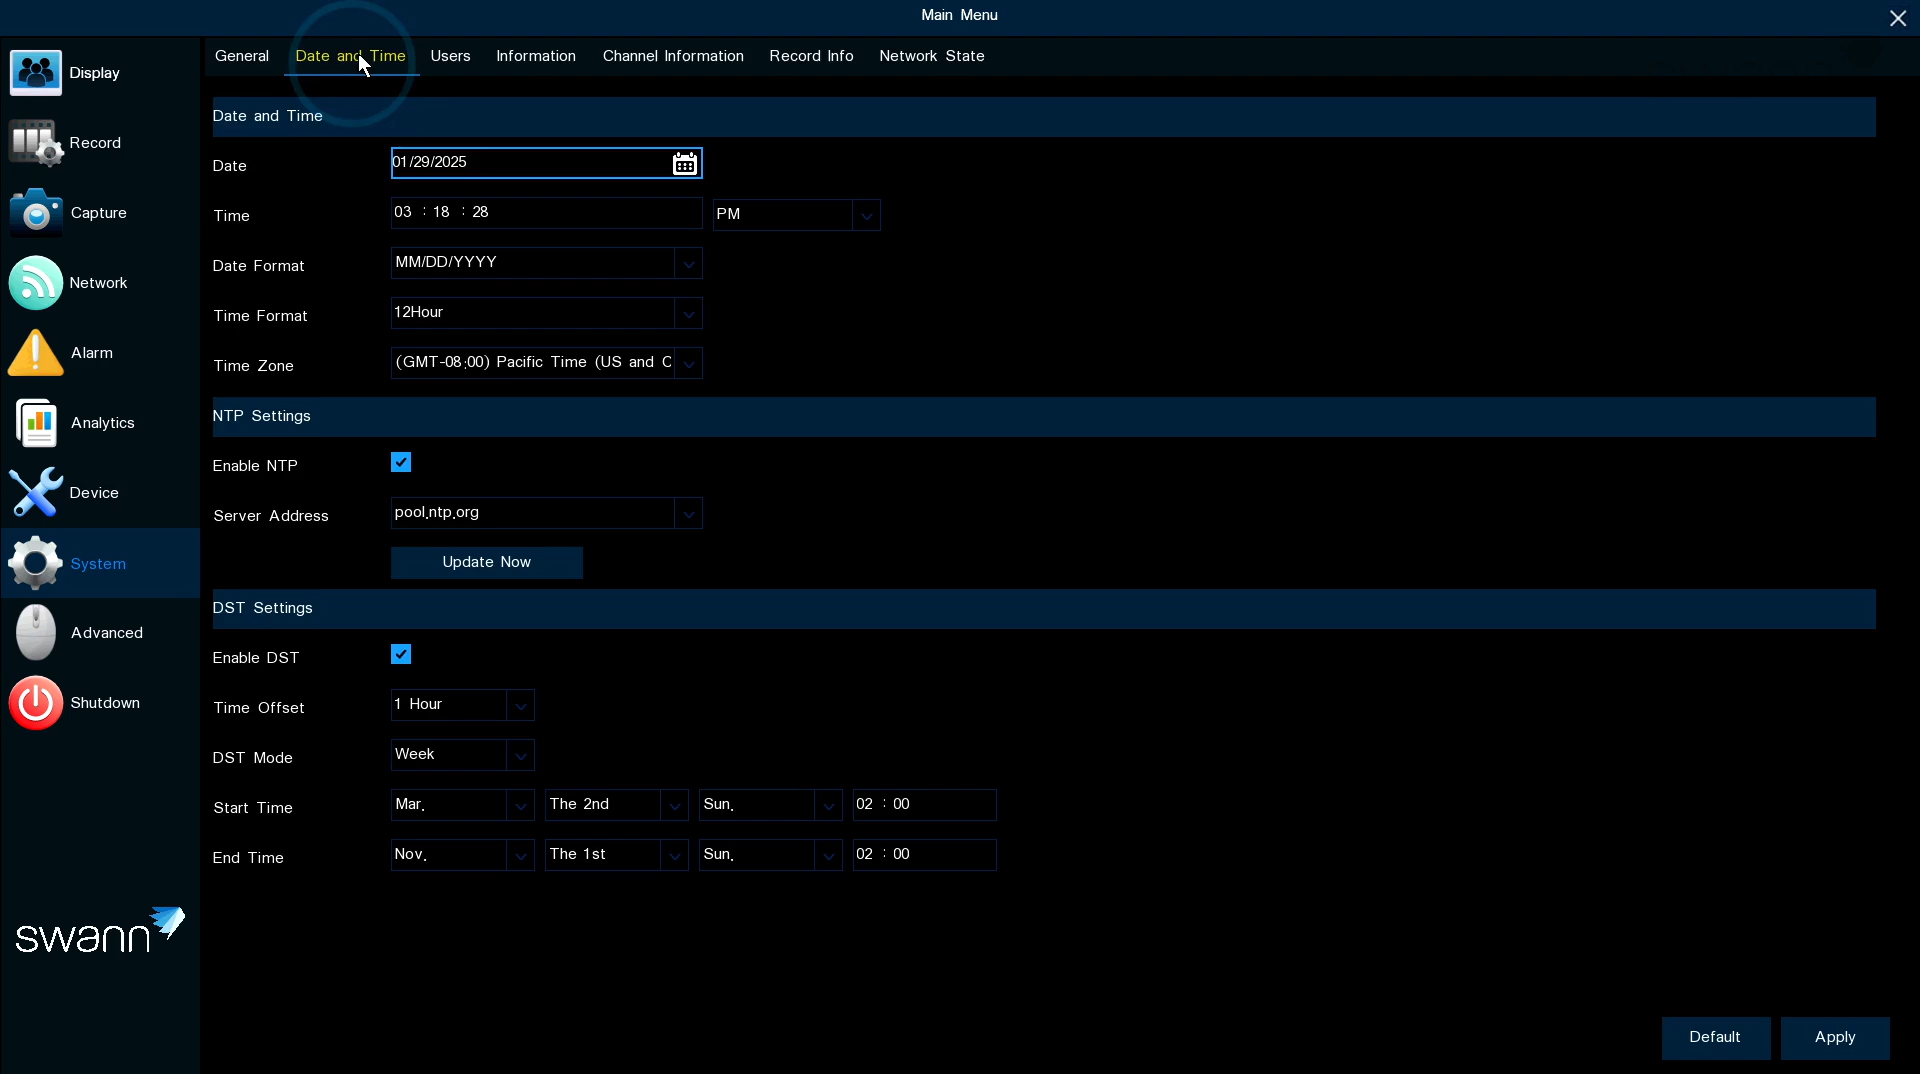 Main Menu
General Date and Time Users Information Channel Information Record Info Network State
Display
Record
Capture
Network
Alarm
Analytics
Device
System
Advanced
Shutdown
swann
Date and Time
Date 01/29/2025
Time 03 : 18 : 28 PM
Date Format MM/DD/YYYY
Time Format 12Hour
Time Zone (GMT-08:00) Pacific Time (US and C
NTP Settings
Enable NTP
Server Address pool.ntp.org
Update Now
DST Settings
Enable DST
Time Offset 1 Hour
DST Mode Week
Start Time Mar. The 2nd Sun. 02 : 00
End Time Nov. The 1st Sun. 02 : 00
Default Apply